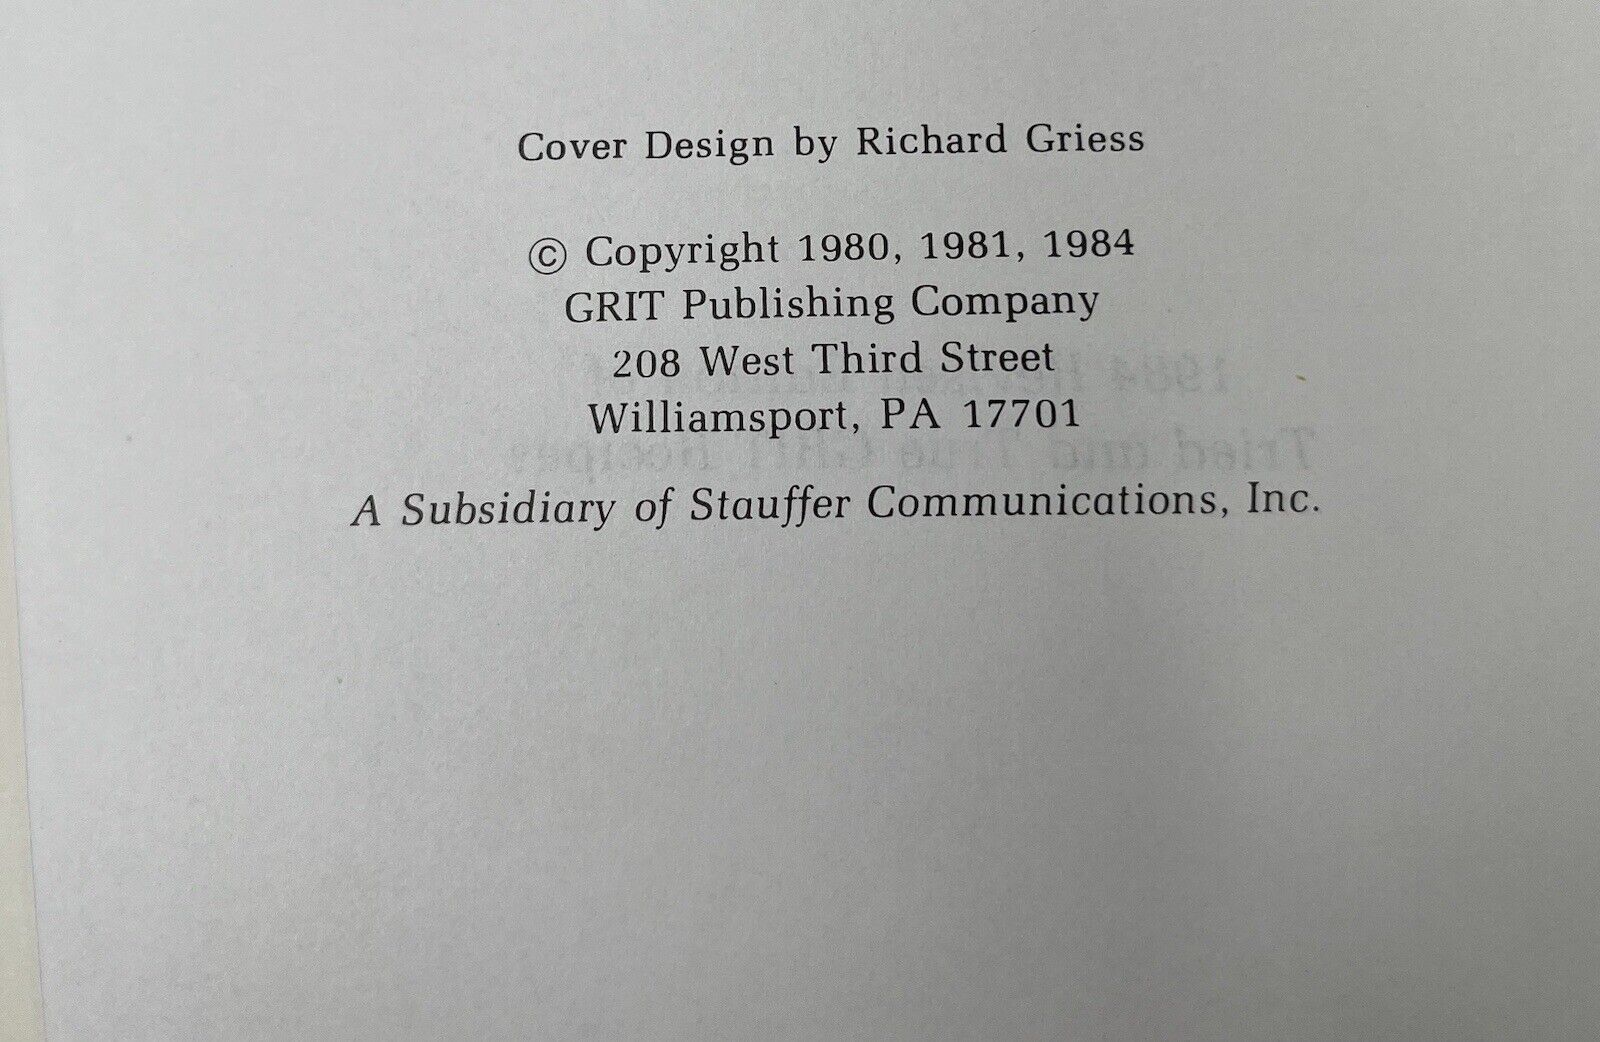 Cover Design by Richard Griess
© Copyright 1980, 1981, 1984
GRIT Publishing Company
208 West Third Street
Williamsport, PA 17701
A Subsidiary of Stauffer Communications, Inc.